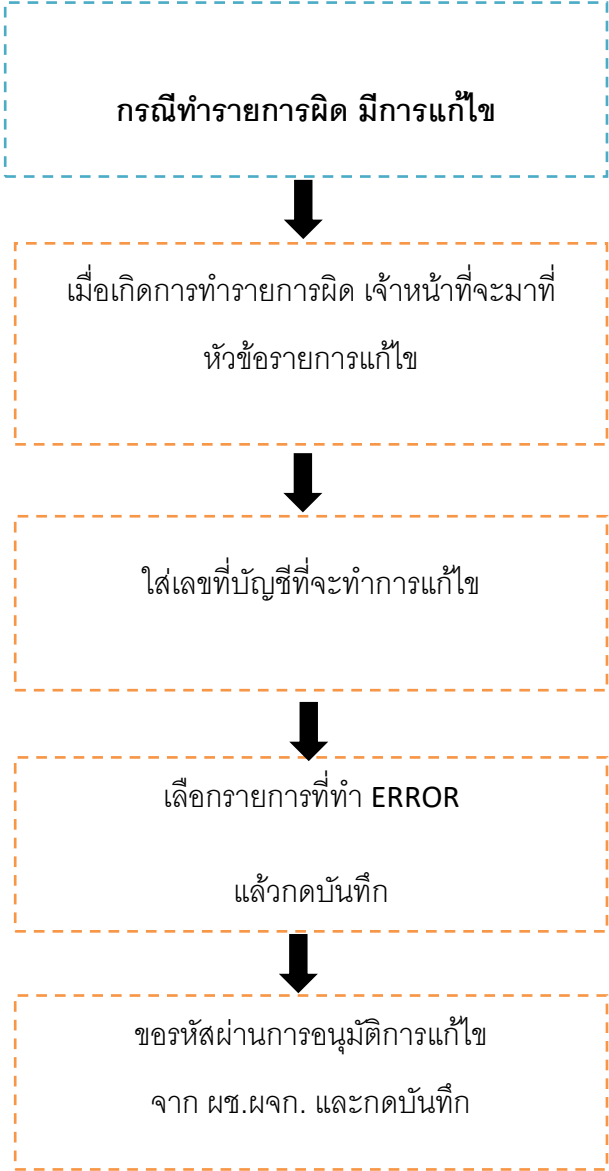 กรณีทำรายการผิด มีการแก้ไข
เมื่อเกิดการทำรายการผิด เจ้าหน้าที่จะมาที่
หัวข้อรายการแก้ไข
ใส่เลขที่บัญชีที่จะทำการแก้ไข
เลือกรายการที่ทำ ERROR
แล้วกดบันทึก
ขอรหัสผ่านการอนุมัติการแก้ไข
จาก ผช.ผจก. และกดบันทึก